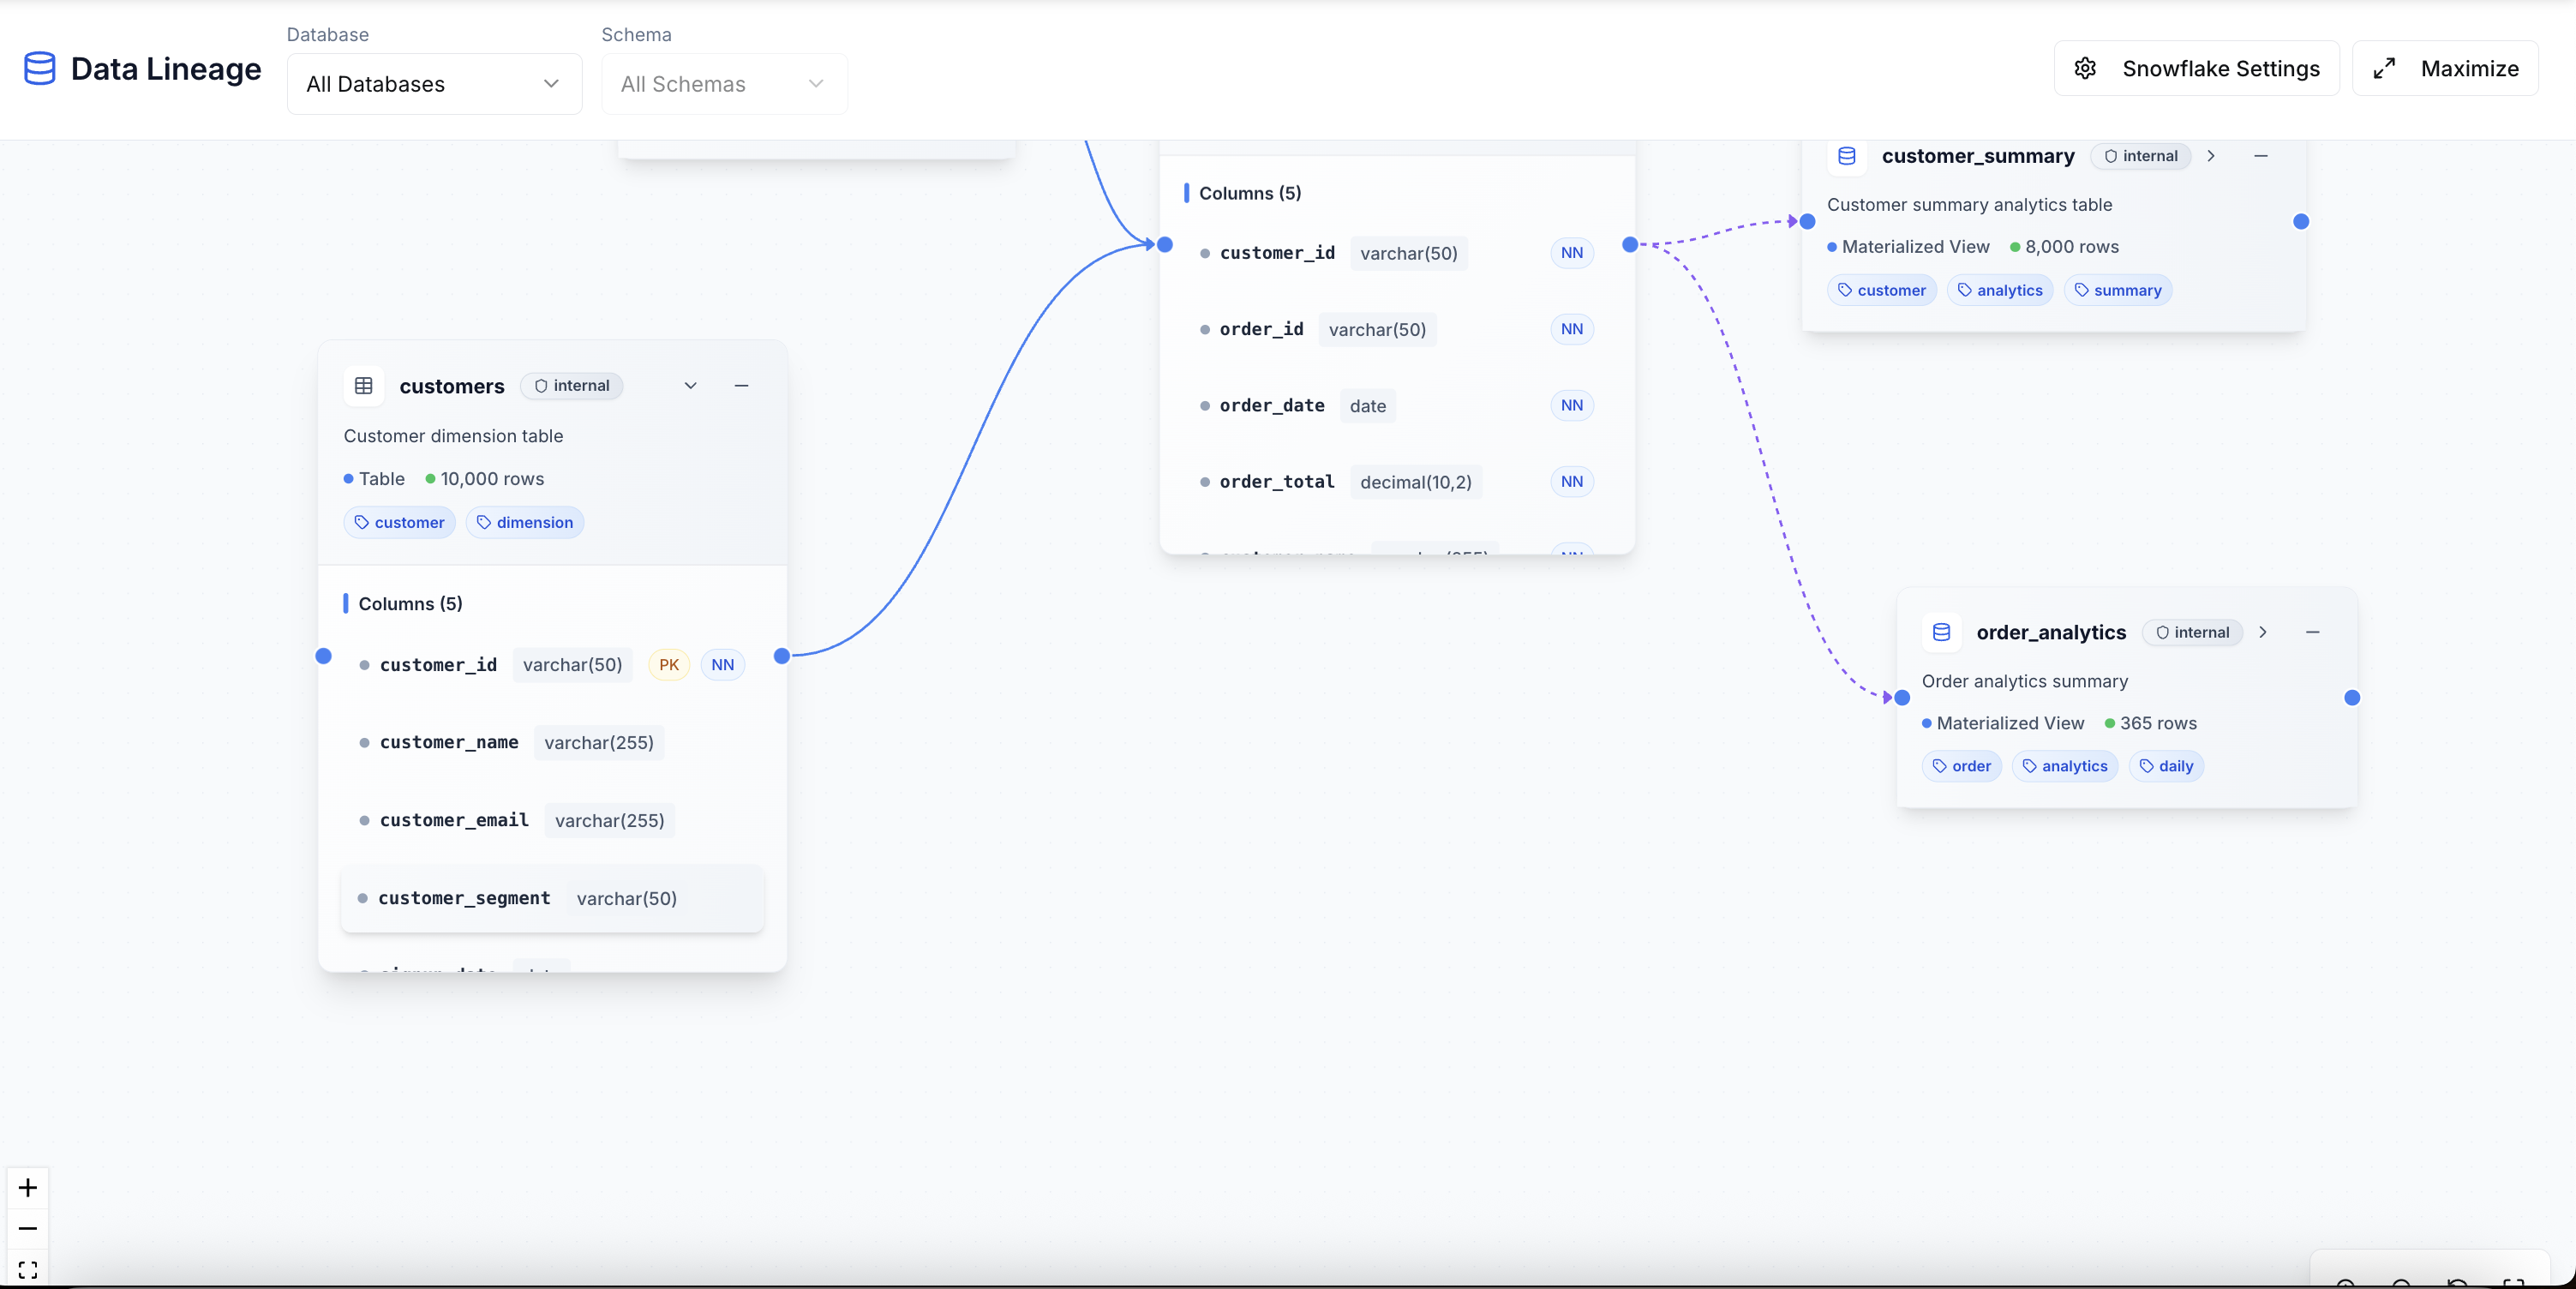 Data Lineage
Database
All Databases
Schema
All Schemas
Snowflake Settings
Maximize
Columns (5)
customer_id varchar(50) NN
order_id varchar(50) NN
order_date date NN
order_total decimal(10,2) NN
customer_summary internal
Customer summary analytics table
Materialized View 8,000 rows
customer analytics summary
customers internal
Customer dimension table
Table 10,000 rows
customer dimension
Columns (5)
customer_id varchar(50) PK NN
customer_name varchar(255)
customer_email varchar(255)
customer_segment varchar(50)
order_analytics internal
Order analytics summary
Materialized View 365 rows
order analytics daily